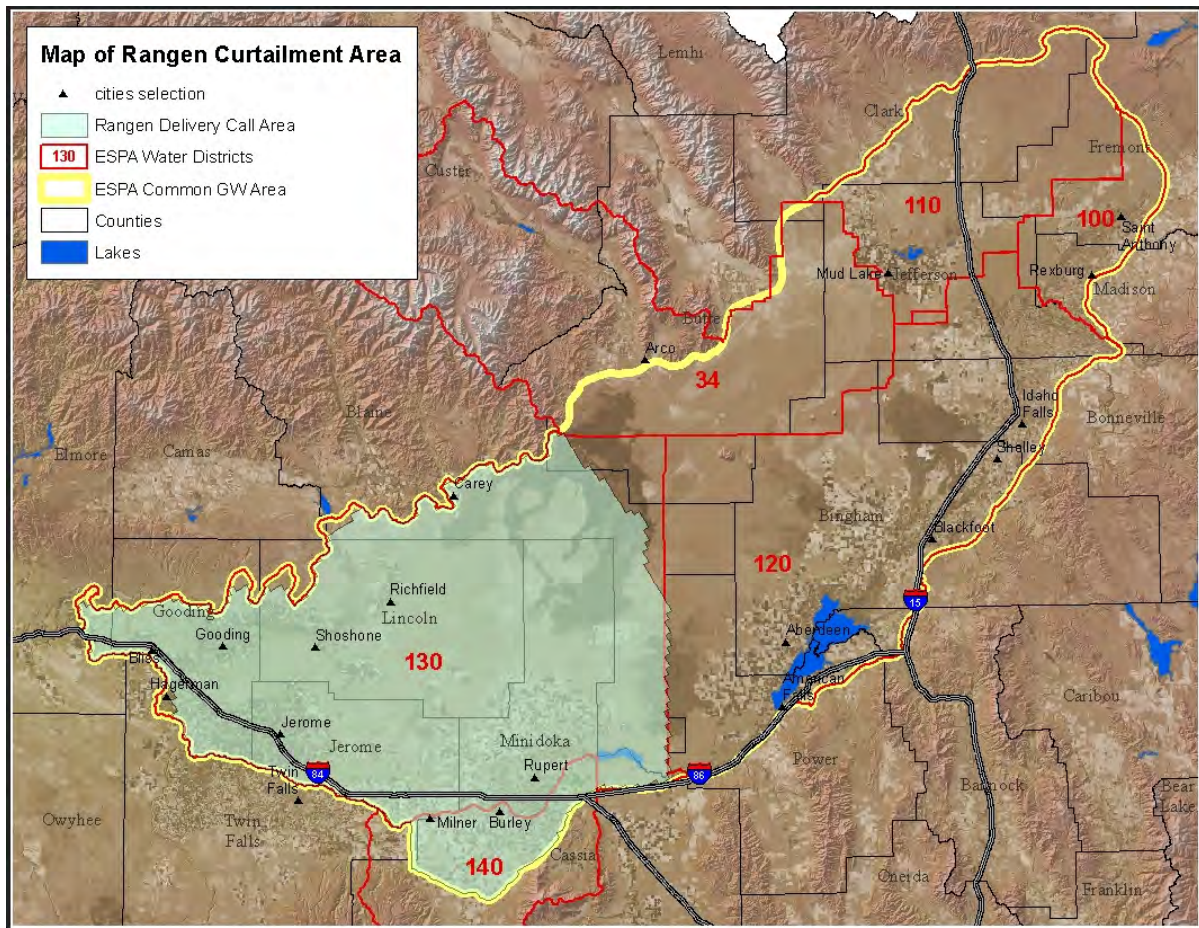 Map of Rangen Curtailment Area
cities selection
Rangen Delivery Call Area
130 ESPA Water Districts
ESPA Common GW Area
Counties
Lakes
Lemhi
Clark
Custer
Fremont
110
100
Saint
Anthony
Mud Lake
Jefferson
Rexburg
Madison
Butte
Arco
34
Idaho
Falls
Bonneville
Shelley
Blaine
Elmore
Camas
Carey
Bingham
Blackfoot
120
15
Richfield
Lincoln
Gooding
Gooding
Shoshone
130
Aberdeen
Bliss
Hagerman
American
Falls
Caribou
Jerome
Jerome
Minidoka
Rupert
84
86
Power
Twin
Falls
Bannock
Bear
Lake
Owyhee
Twin
Falls
Milner
Burley
140
Cassia
Oneida
Franklin